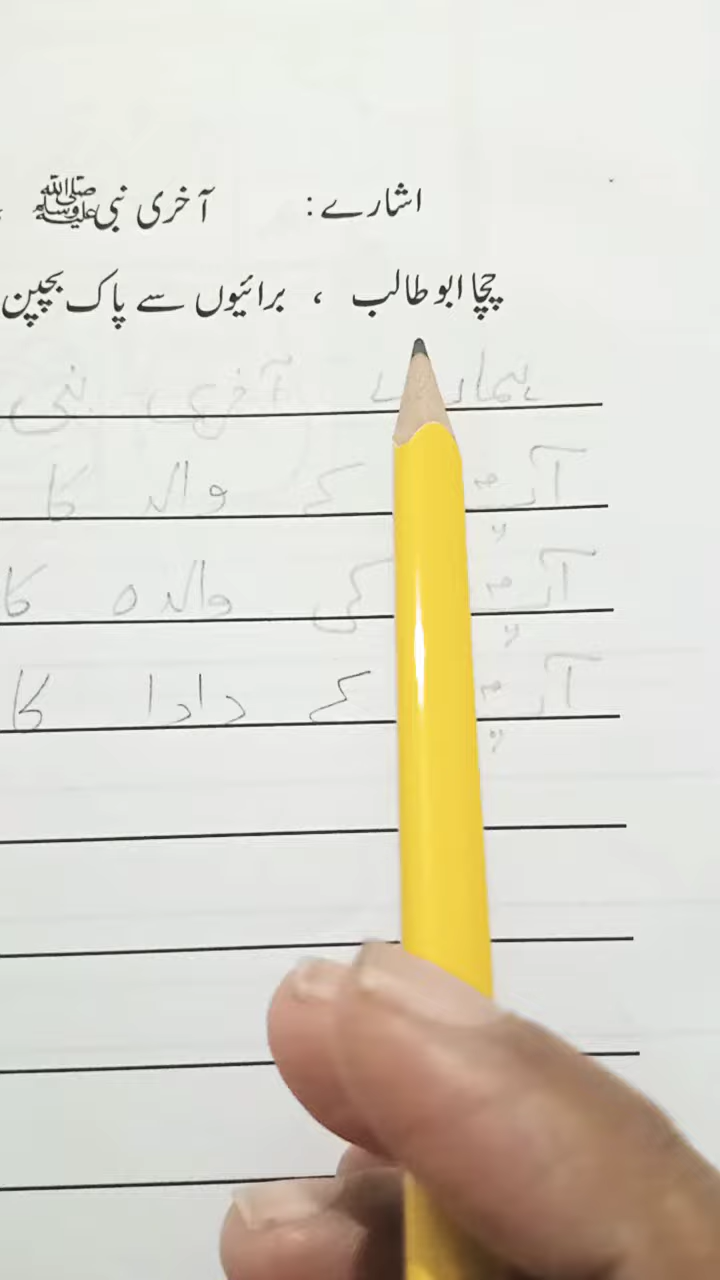 اشارے : آخری نبی ﷺ
چچا ابو طالب ، برائیوں سے پاک بچپن
ہمارے آخری نبی
آپؐ کے والد کا
آپؐ کی والدہ کا
آپؐ کے دادا کا